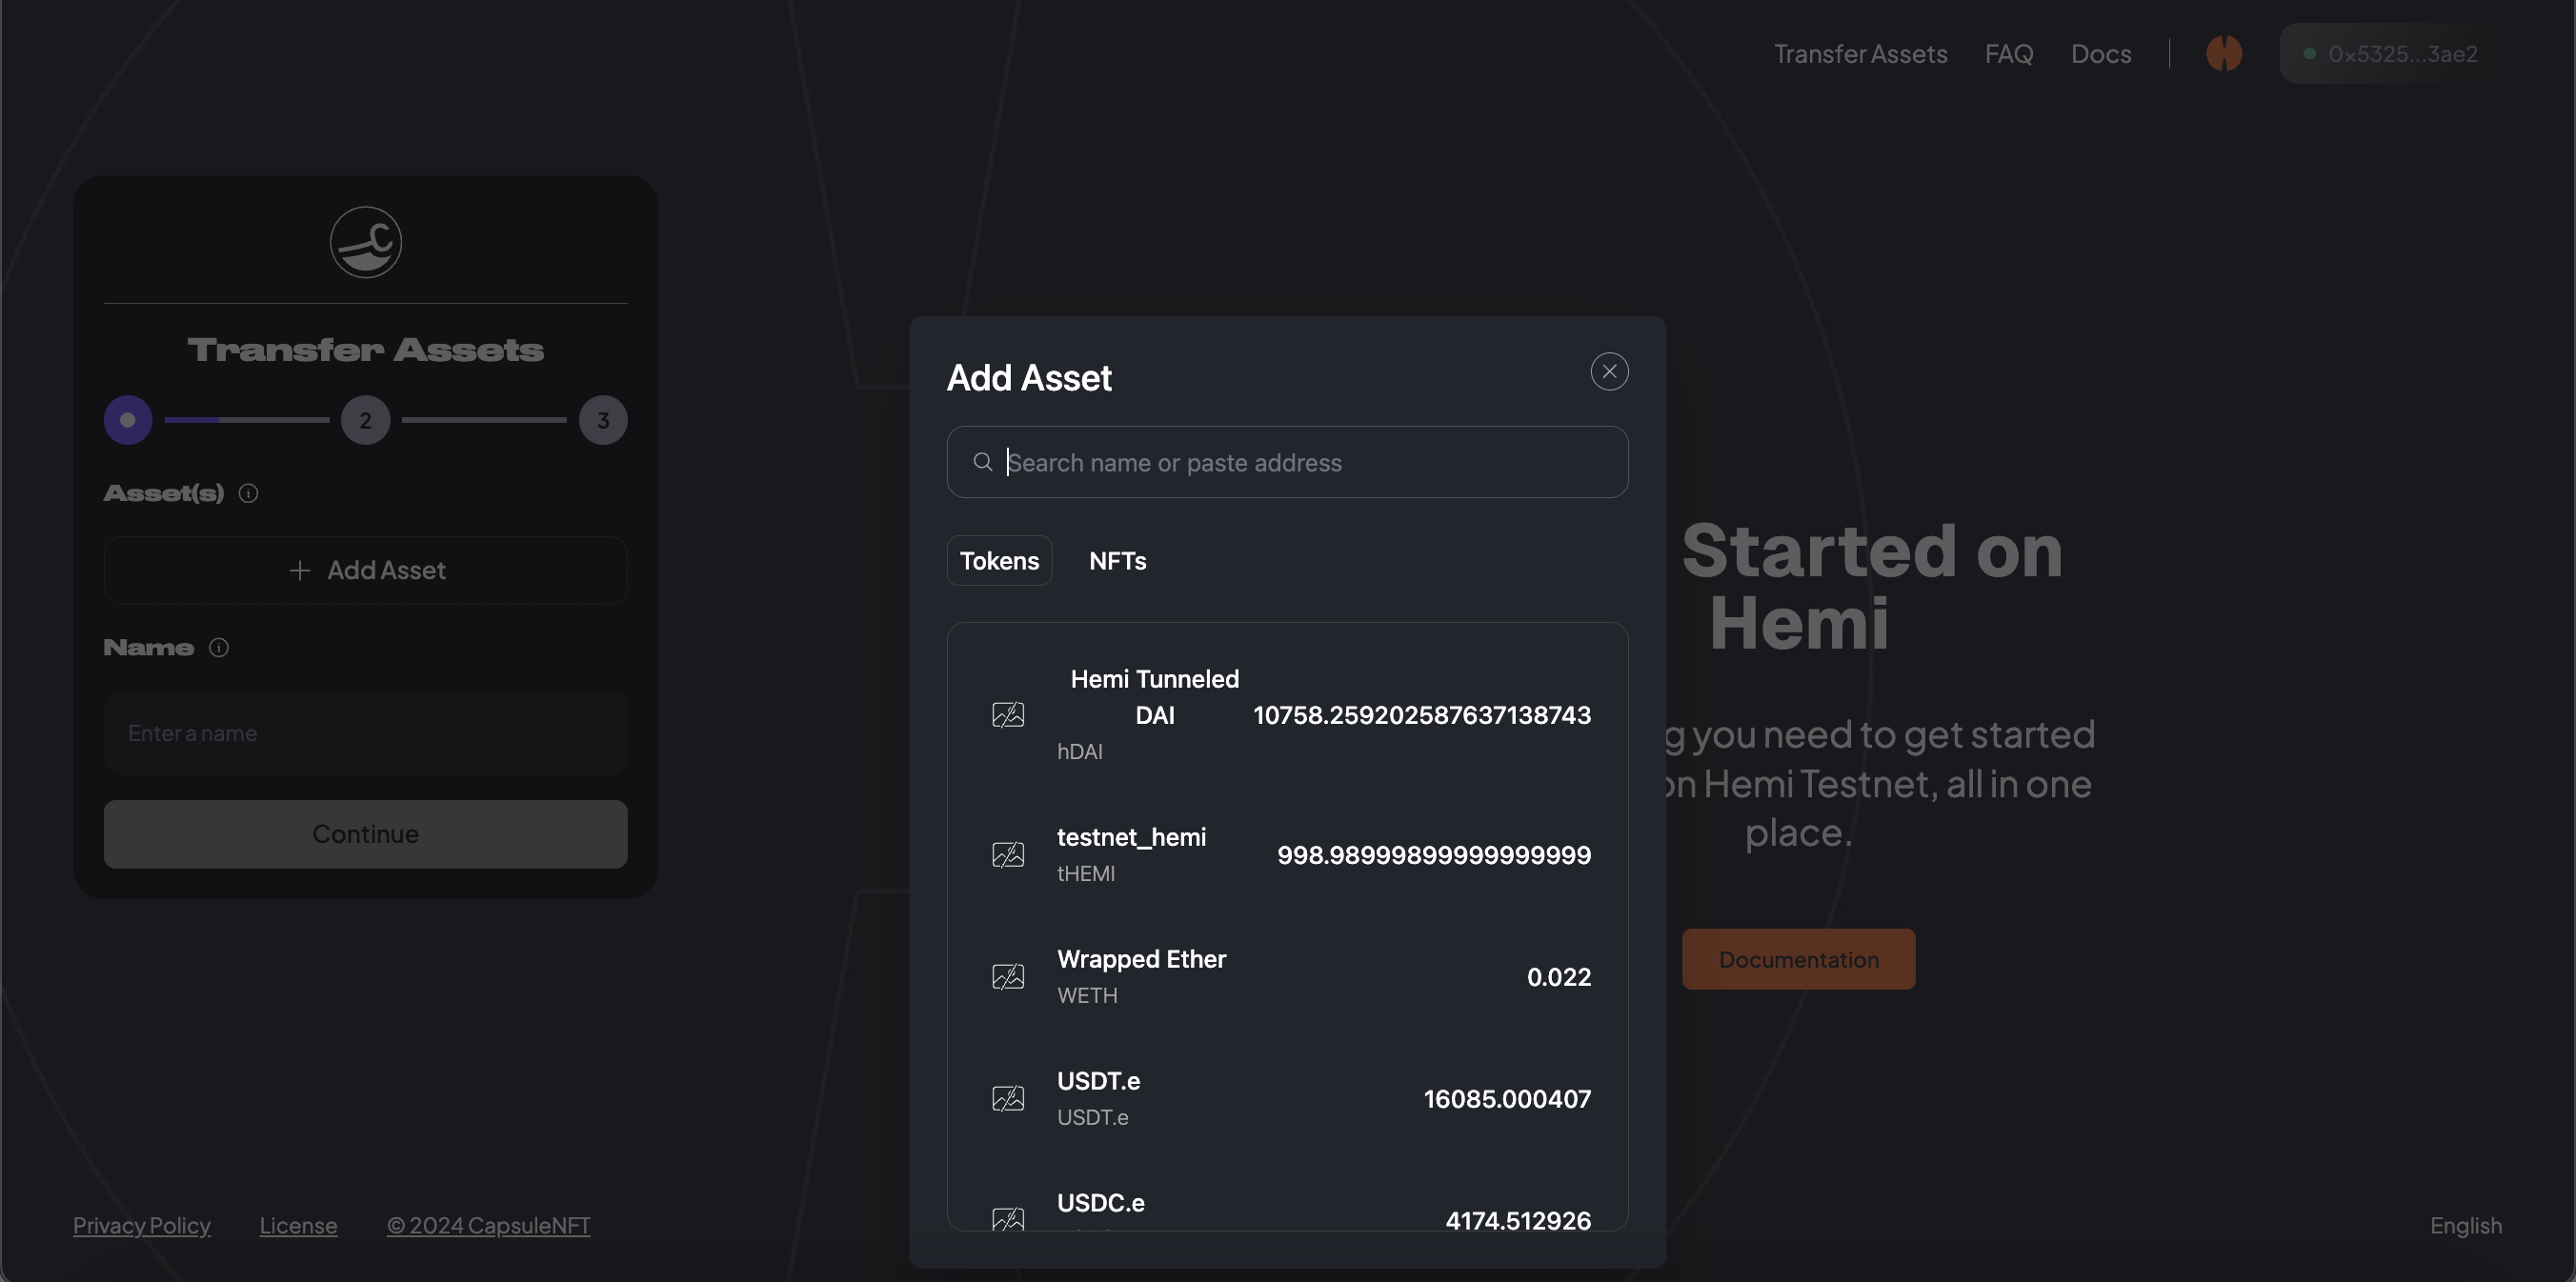 Transfer Assets
FAQ
Docs
0x5325...3ae2
Transfer Assets
2
3
Asset(s)
+ Add Asset
Name
Enter a name
Continue
Add Asset
Search name or paste address
Tokens
NFTs
Hemi Tunneled
DAI
10758.259202587637138743
hDAI
testnet_hemi
998.98999899999999999
tHEMI
Wrapped Ether
0.022
WETH
USDT.e
16085.000407
USDT.e
USDC.e
4174.512926
Started on
Hemi
g you need to get started
on Hemi Testnet, all in one
place.
Documentation
Privacy Policy
License
© 2024 CapsuleNFT
English